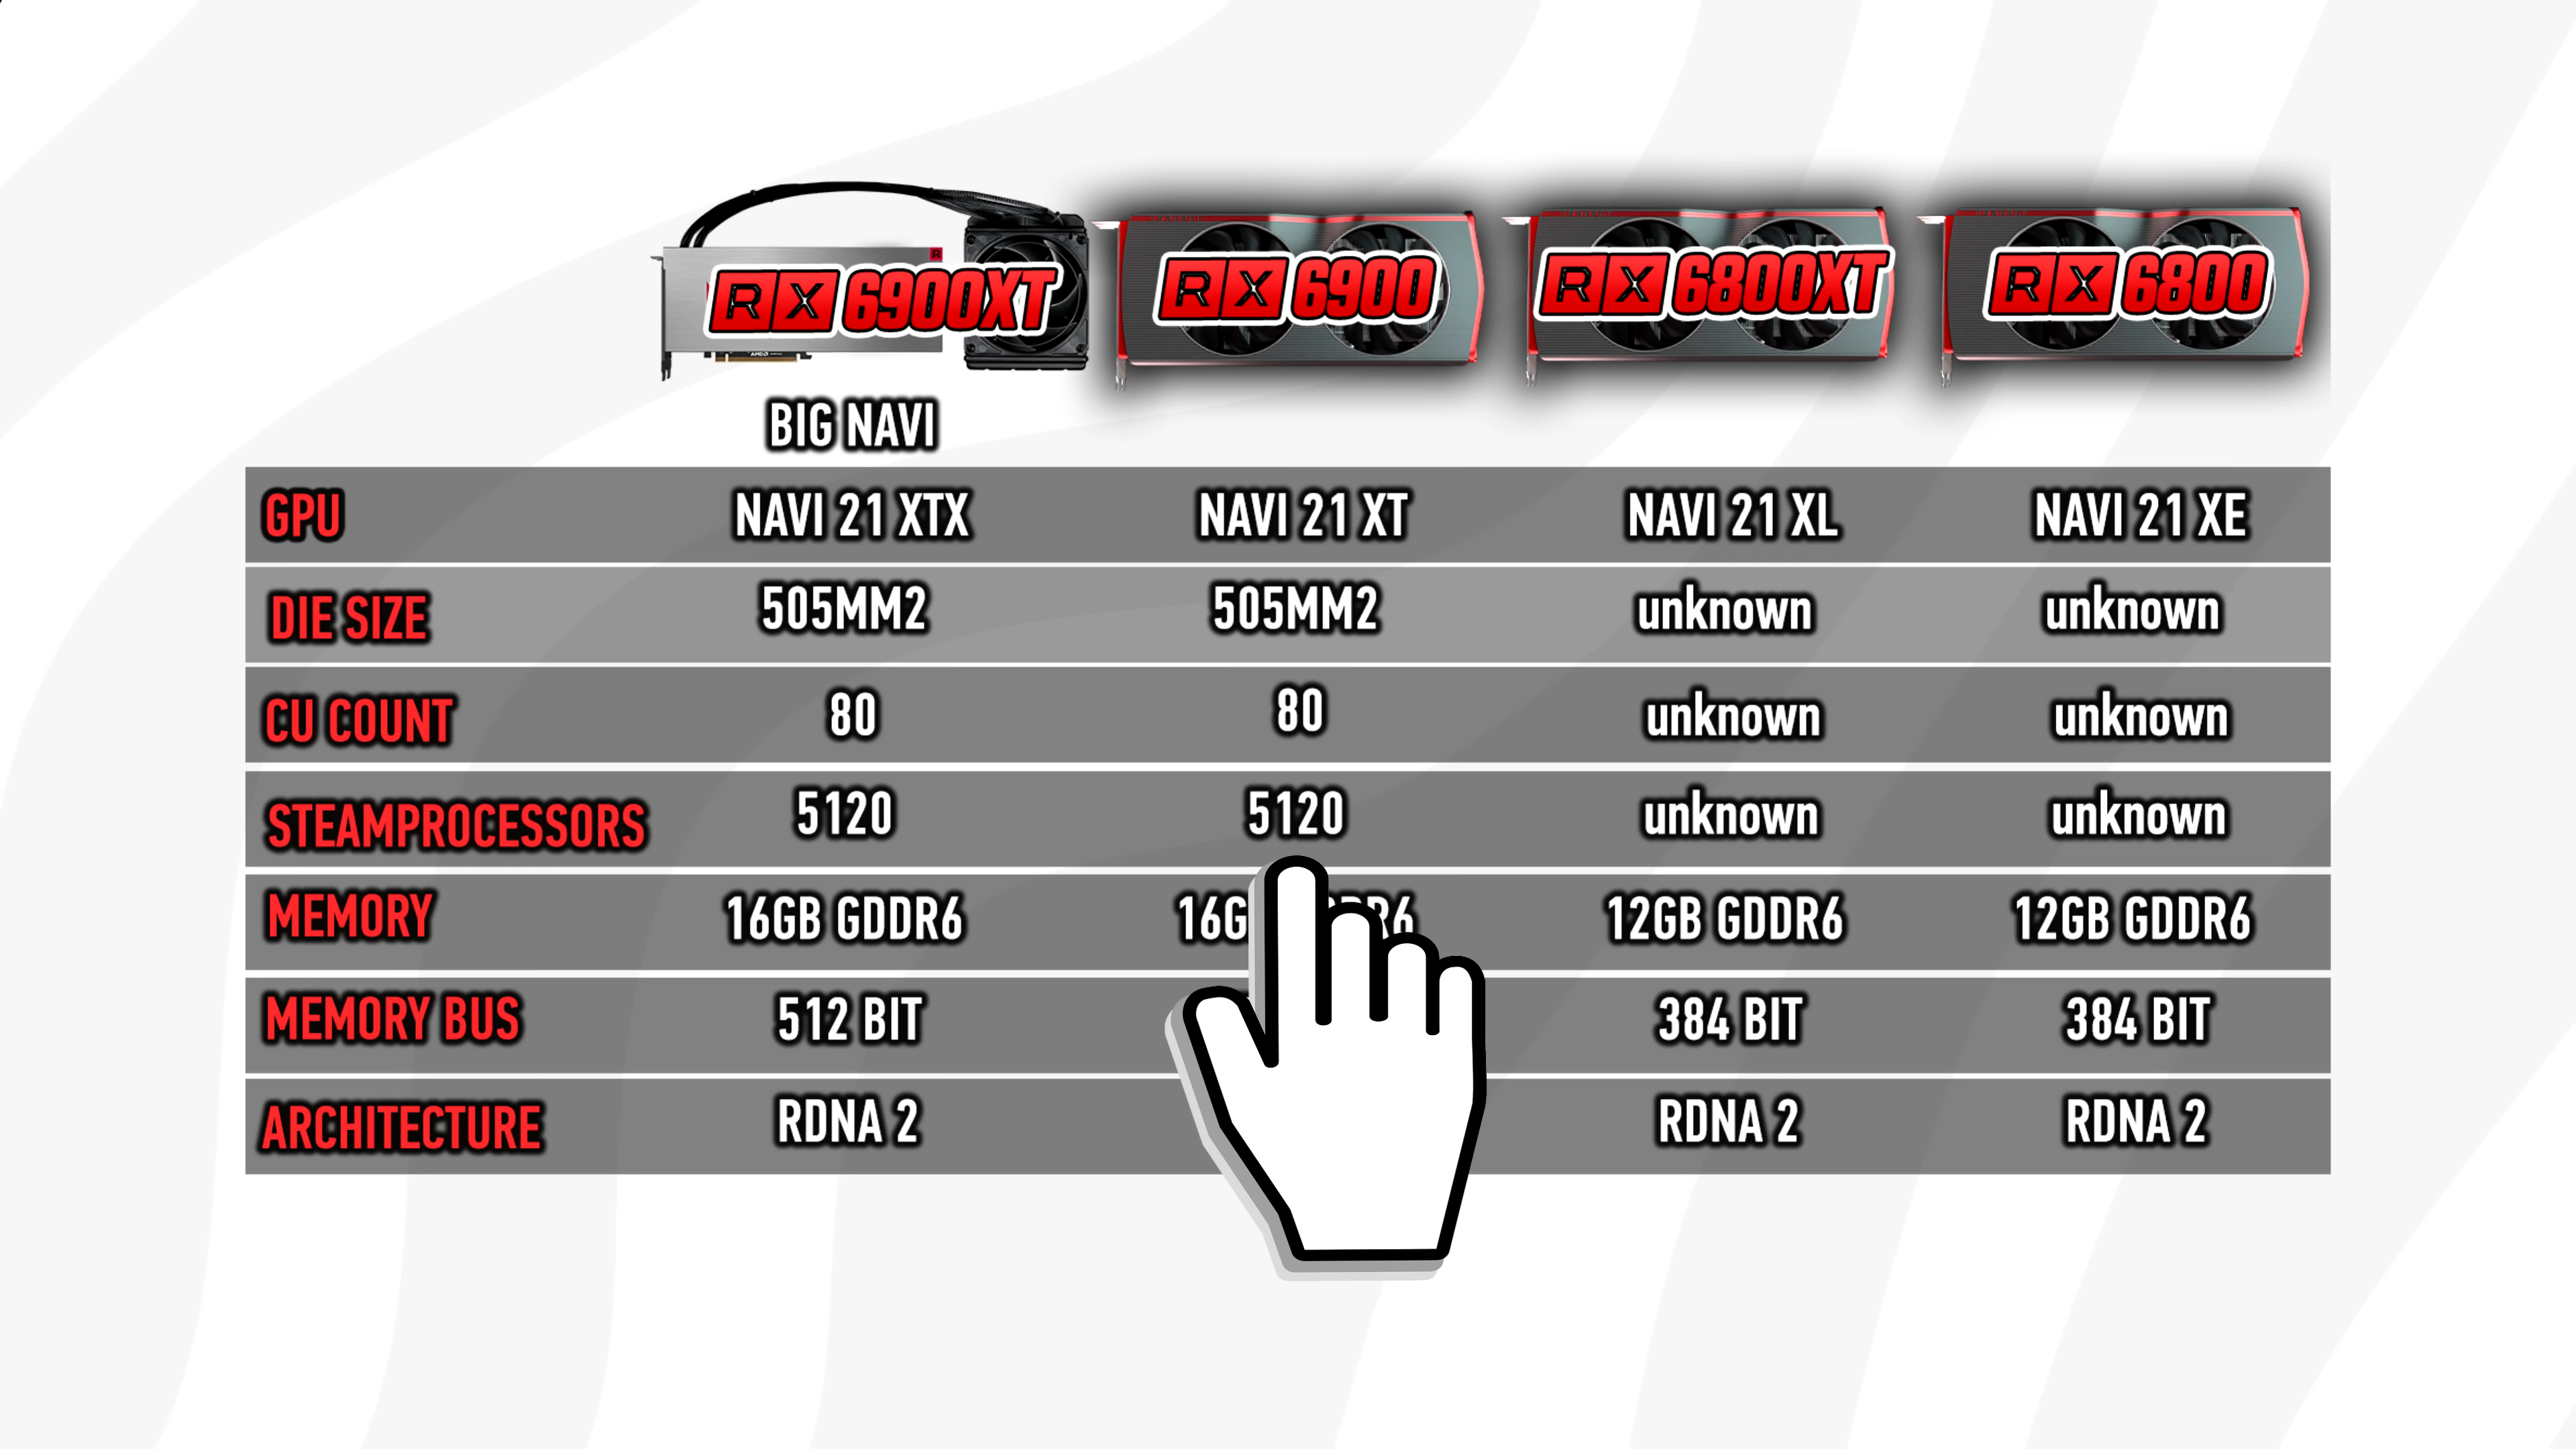 RX 6900XT RX 6900 RX 6800XT RX 6800
AMD
BIG NAVI
GPU NAVI 21 XTX NAVI 21 XT NAVI 21 XL NAVI 21 XE
DIE SIZE 505MM2 505MM2 unknown unknown
CU COUNT 80 80 unknown unknown
STEAMPROCESSORS 5120 5120 unknown unknown
MEMORY 16GB GDDR6 12GB GDDR6 12GB GDDR6
MEMORY BUS 512 BIT 384 BIT 384 BIT
ARCHITECTURE RDNA 2 RDNA 2 RDNA 2